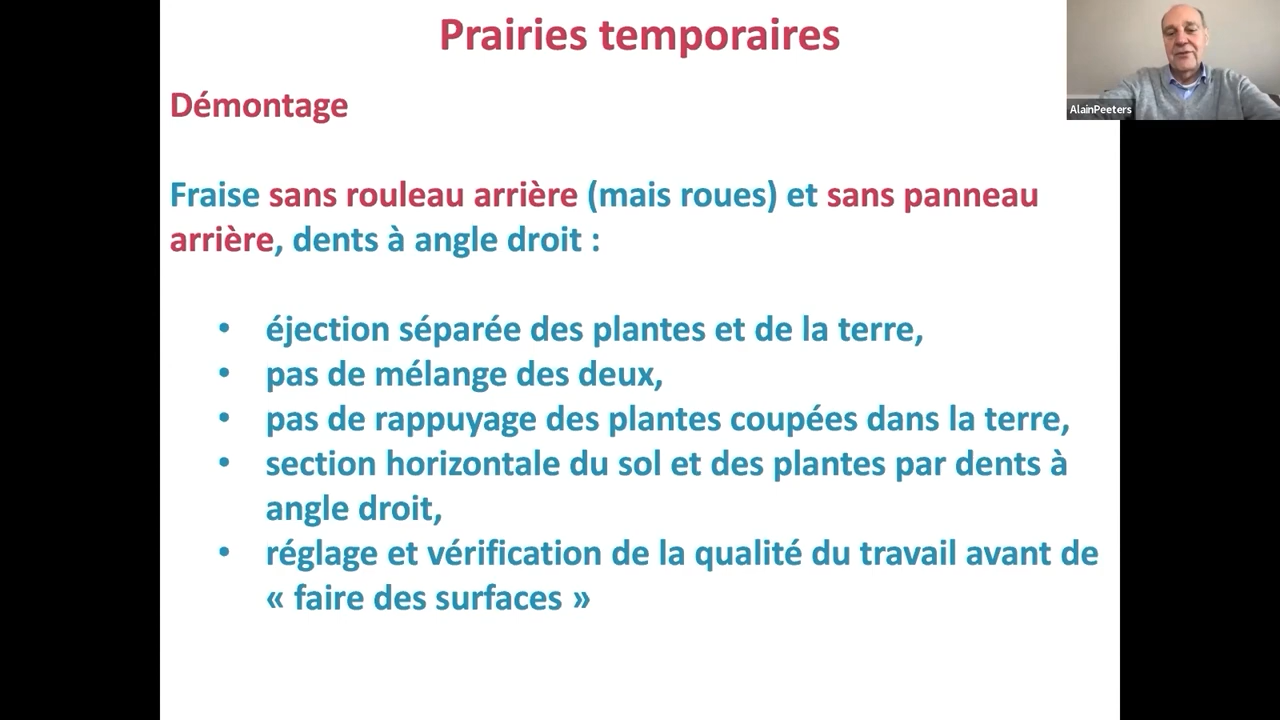 Prairies temporaires
AlainPeeters
Démontage
Fraise sans rouleau arrière (mais roues) et sans panneau
arrière, dents à angle droit :
• éjection séparée des plantes et de la terre,
• pas de mélange des deux,
• pas de rappuyage des plantes coupées dans la terre,
• section horizontale du sol et des plantes par dents à
angle droit,
• réglage et vérification de la qualité du travail avant de
« faire des surfaces »